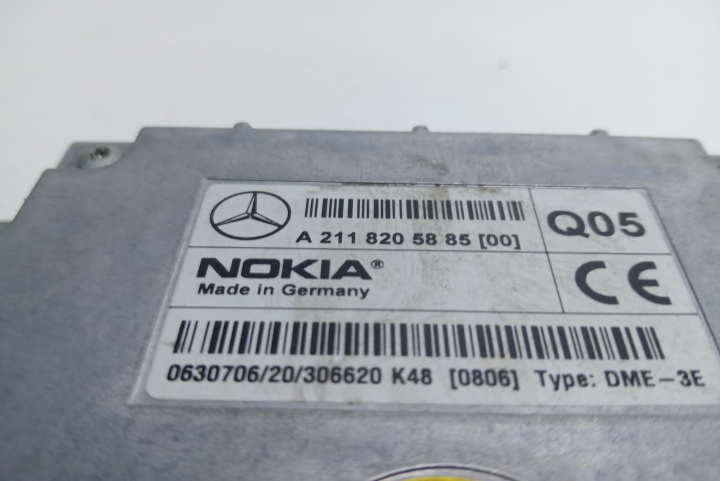 A 211 820 58 85 [00]
Q05
NOKIA®
Made in Germany
CE
0630706/20/306620 K48 [0806] Type: DME-3E